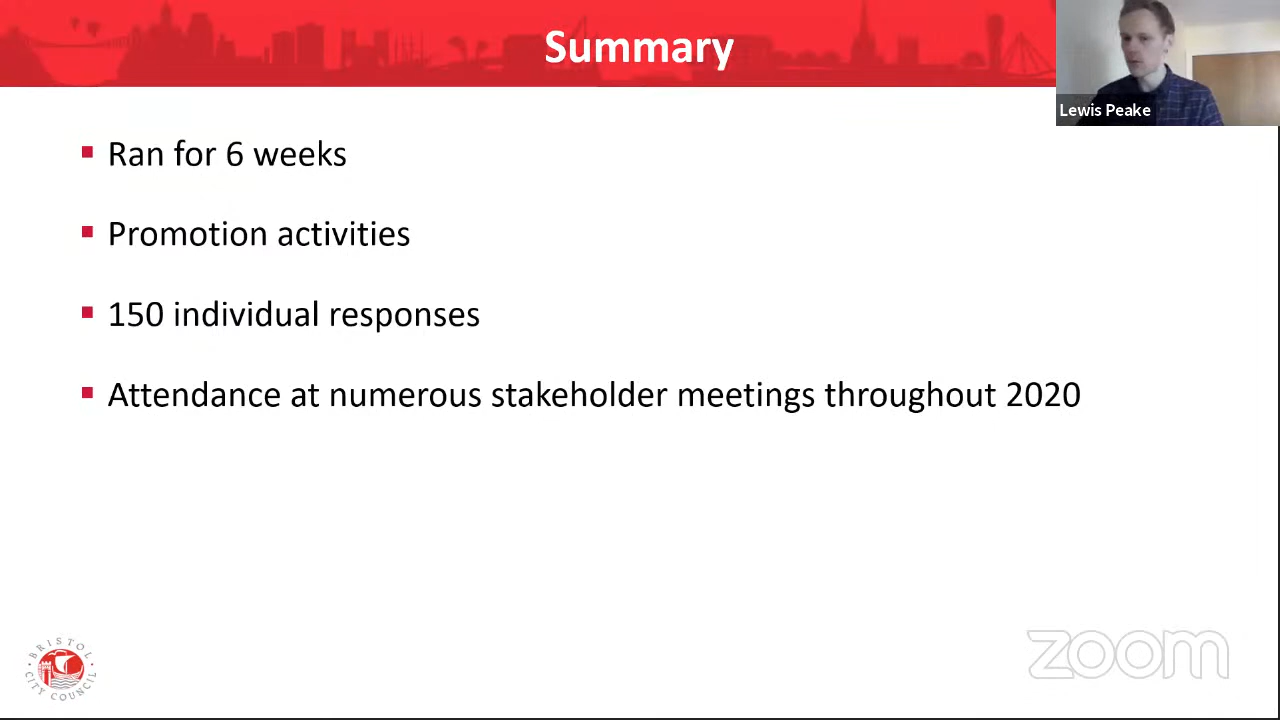 Summary
Lewis Peake
Ran for 6 weeks
Promotion activities
150 individual responses
Attendance at numerous stakeholder meetings throughout 2020
BRISTOL
CITY COUNCIL
zoom